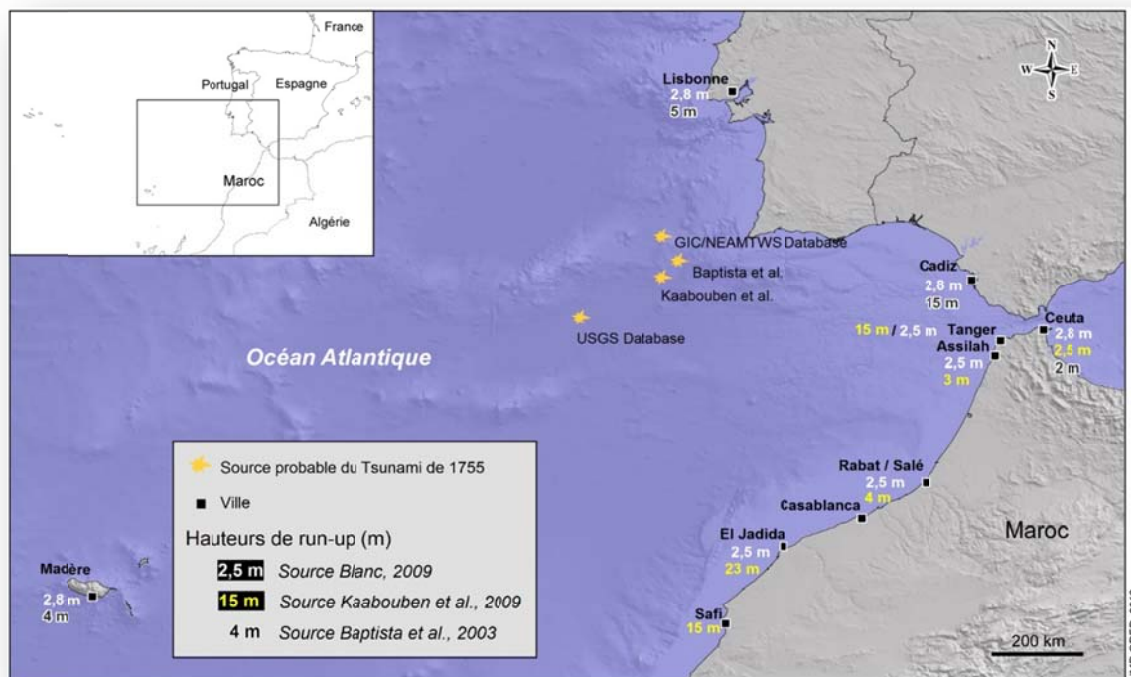 France
Portugal
Espagne
Maroc
Algérie
N
W E
S
Lisbonne
2,8 m
5 m
GIC/NEAMTWS Database
Baptista et al.
Kaabouben et al.
USGS Database
Océan Atlantique
Cadiz
2,8 m
15 m
Ceuta
2,8 m
2,5 m
2 m
Tanger
15 m / 2,5 m
Assilah
2,5 m
3 m
Rabat / Salé
2,5 m
4 m
Casablanca
El Jadida
2,5 m
23 m
Safi
15 m
Maroc
Madère
2,8 m
4 m
Source probable du Tsunami de 1755
Ville
Hauteurs de run-up (m)
2,5 m Source Blanc, 2009
15 m Source Kaabouben et al., 2009
4 m Source Baptista et al., 2003
200 km